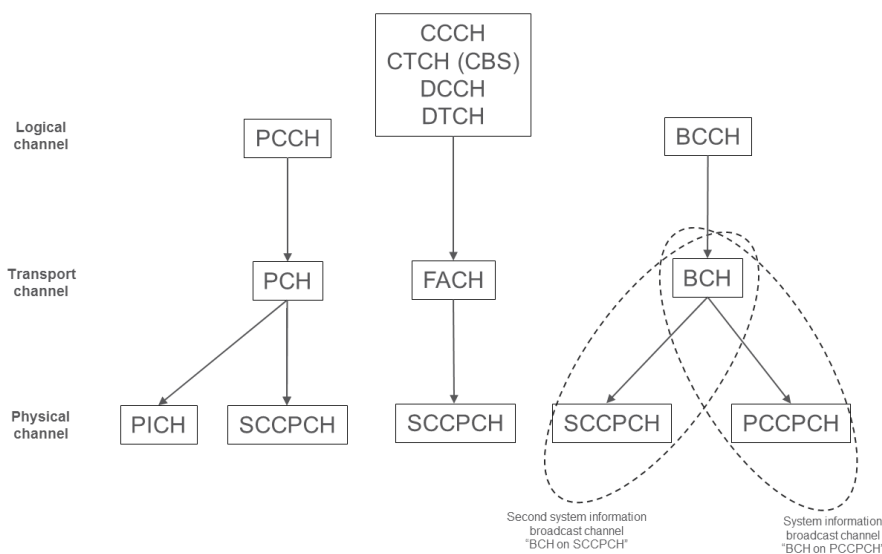 CCCH
CTCH (CBS)
DCCH
DTCH
Logical
channel
PCCH
BCCH
Transport
channel
PCH
FACH
BCH
Physical
channel
PICH
SCCPCH
SCCPCH
SCCPCH
PCCPCH
Second system information
broadcast channel
"BCH on SCCPCH"
System information
broadcast channel
"BCH on PCCPCH"